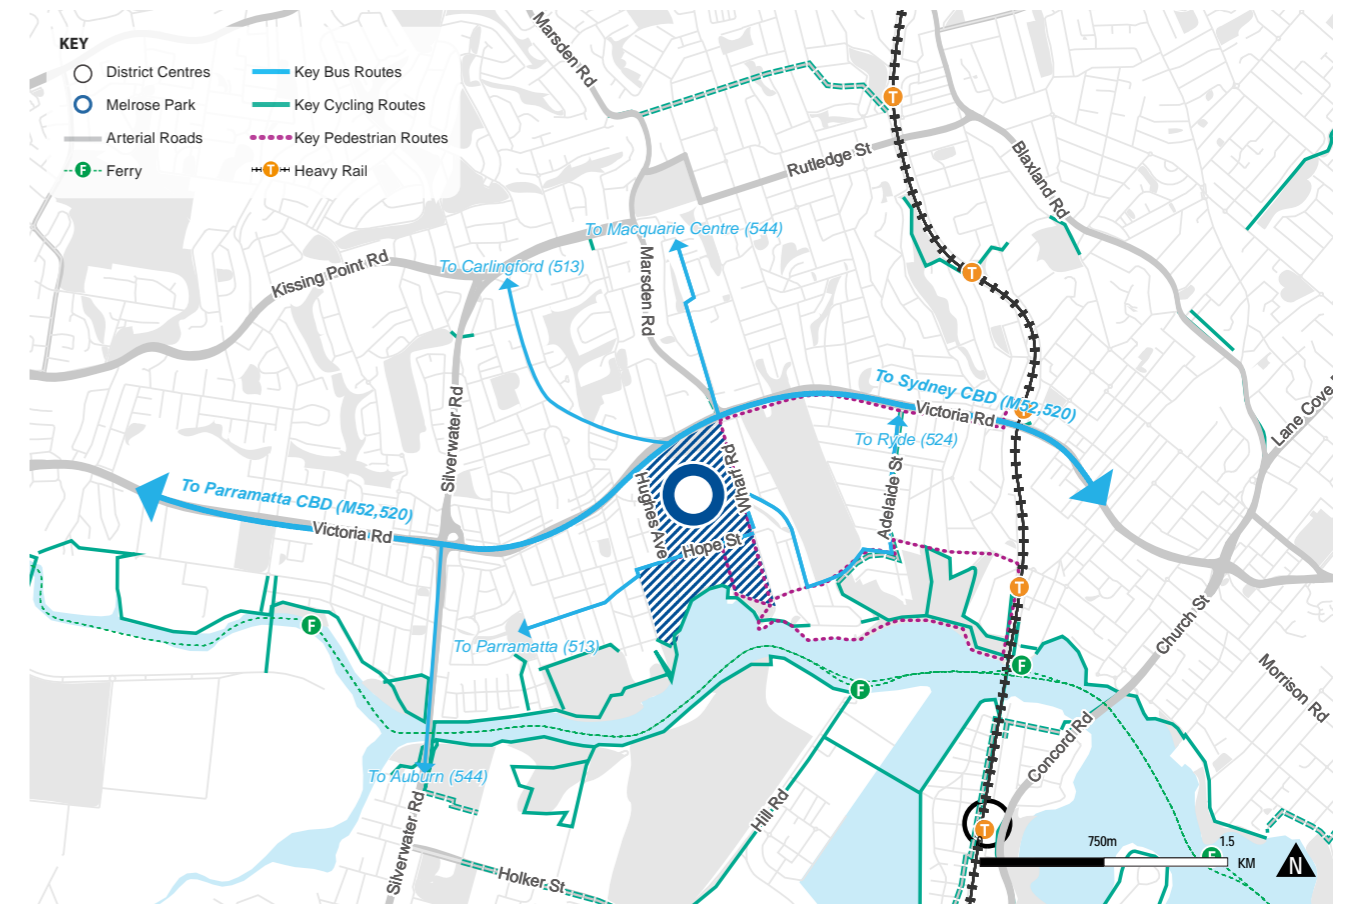 KEY
District Centres
Melrose Park
Arterial Roads
F Ferry
Key Bus Routes
Key Cycling Routes
Key Pedestrian Routes
T Heavy Rail
Marsden Rd
T
Rutledge St
Blaxland Rd
To Macquarie Centre (544)
To Carlingford (513)
Kissing Point Rd
Marsden Rd
T
Silverwater Rd
To Sydney CBD (M52,520)
Victoria Rd
T
Lane Cove
To Ryde (524)
Adelaide St
Wharf Rd
Hughes Ave
Hope St
To Parramatta CBD (M52,520)
Victoria Rd
T
F
To Parramatta (513)
Church St
F
F
Morrison Rd
Concord Rd
To Auburn (544)
Silverwater Rd
Hill Rd
Holker St
T
F
750m
1.5
KM
N